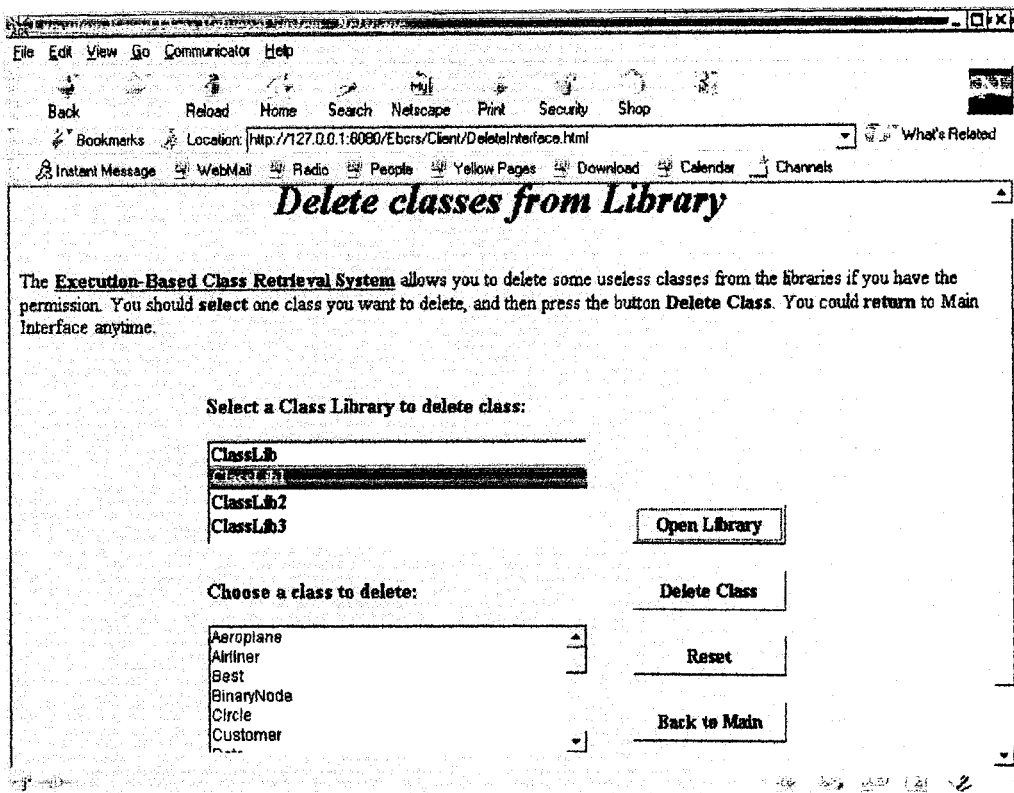 File Edit View Go Communicator Help
Back Reload Home Search Netscape Print Security Shop
Bookmarks Location: http://127.0.0.1:8080/Ebcrs/Client/DeleteInterface.html What's Related
Instant Message WebMail Radio People Yellow Pages Download Calendar Channels
Delete classes from Library
The Execution-Based Class Retrieval System allows you to delete some useless classes from the libraries if you have the
permission. You should select one class you want to delete, and then press the button Delete Class. You could return to Main
Interface anytime.
Select a Class Library to delete class:
ClassLib
ClassLib1
ClassLib2
ClassLib3
Open Library
Choose a class to delete:
Delete Class
Aeroplane
Airliner
Best
BinaryNode
Circle
Customer
Reset
Back to Main